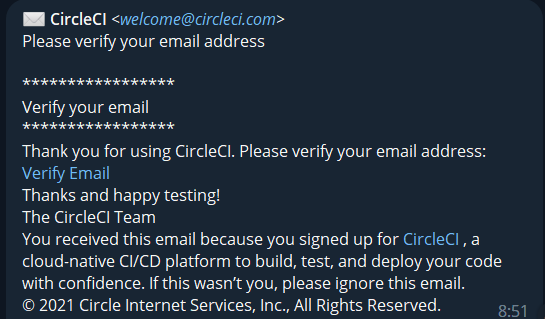 ✉️ CircleCI <welcome@circleci.com>
Please verify your email address
*****************
Verify your email
*****************
Thank you for using CircleCI. Please verify your email address:
Verify Email
Thanks and happy testing!
The CircleCI Team
You received this email because you signed up for CircleCI , a
cloud-native CI/CD platform to build, test, and deploy your code
with confidence. If this wasn’t you, please ignore this email.
© 2021 Circle Internet Services, Inc., All Rights Reserved.
8:51